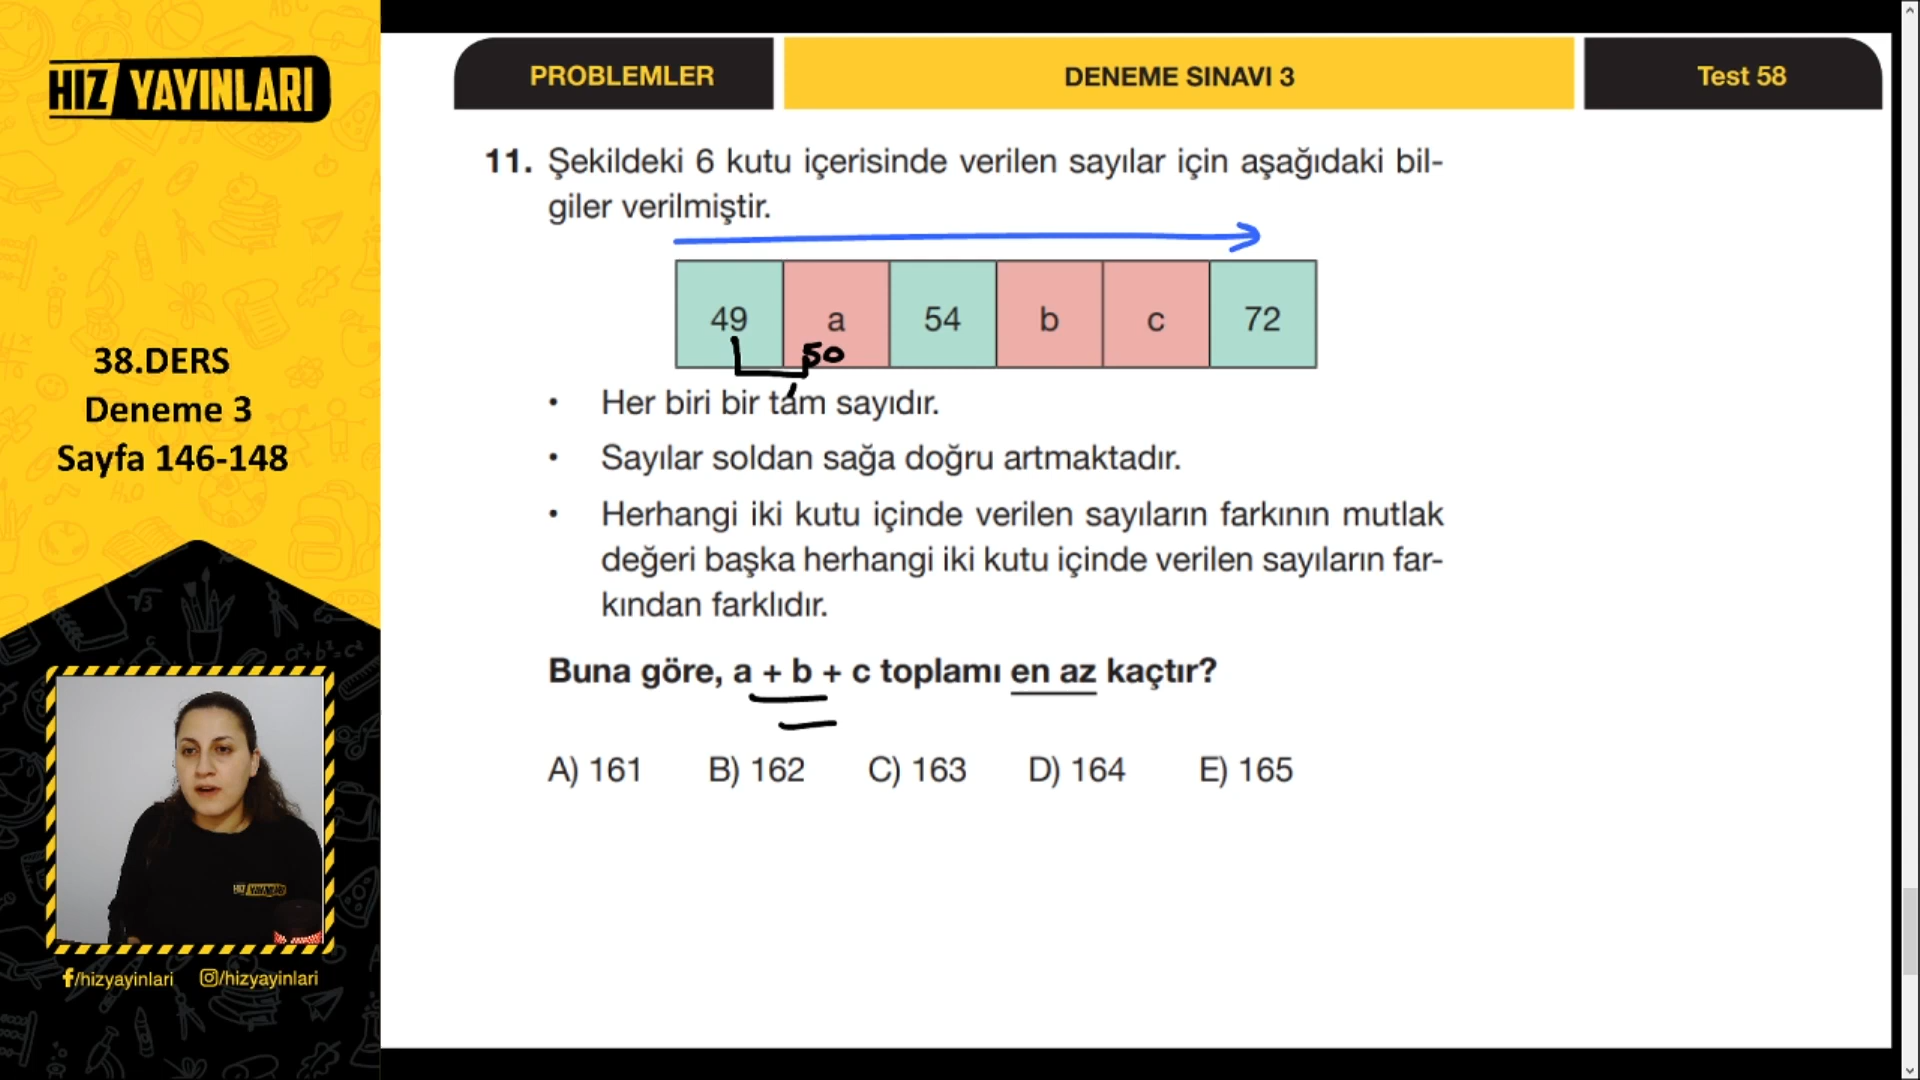 HIZ YAYINLARI
38.DERS
Deneme 3
Sayfa 146-148
HIZ YAYINLARI
f/hizyayinlari /hizyayinlari
PROBLEMLER DENEME SINAVI 3 Test 58
11. Şekildeki 6 kutu içerisinde verilen sayılar için aşağıdaki bil-
giler verilmiştir.
49 a 54 b c 72
50
• Her biri bir tam sayıdır.
• Sayılar soldan sağa doğru artmaktadır.
• Herhangi iki kutu içinde verilen sayıların farkının mutlak
değeri başka herhangi iki kutu içinde verilen sayıların far-
kından farklıdır.
Buna göre, a + b + c toplamı en az kaçtır?
A) 161 B) 162 C) 163 D) 164 E) 165